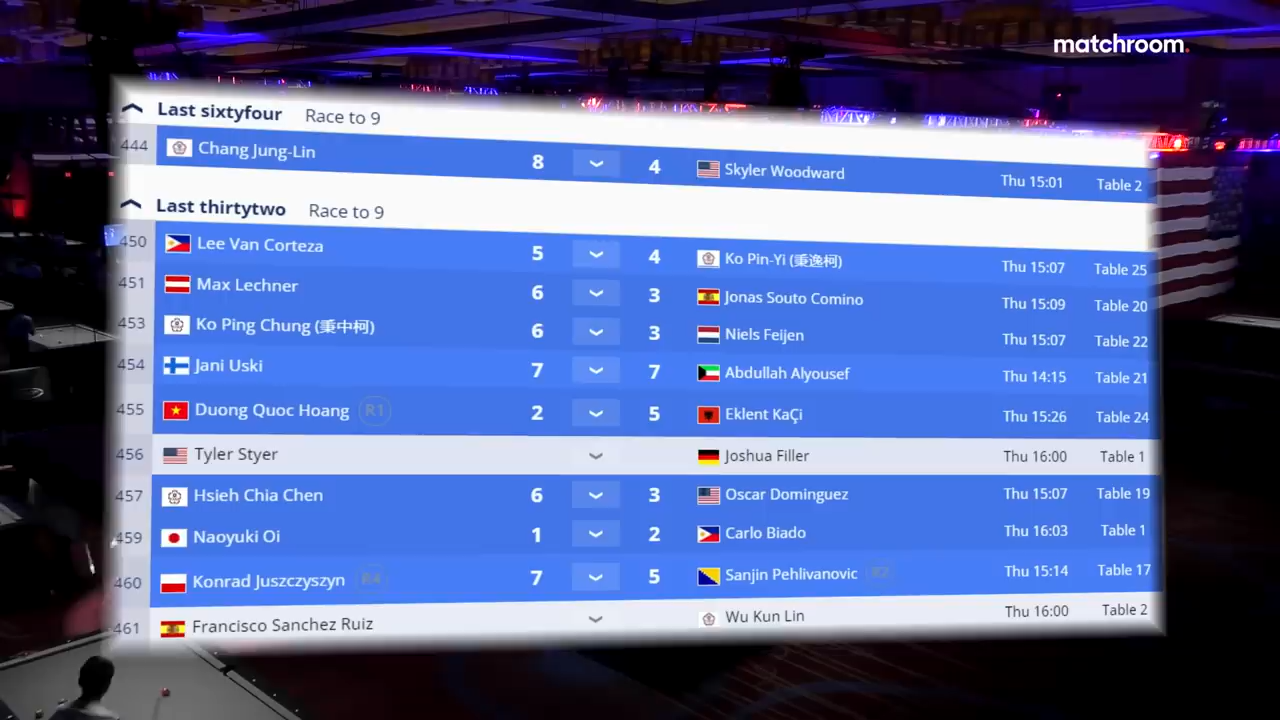 matchroom.
Last sixtyfour Race to 9
444 Chang Jung-Lin 8 4 Skyler Woodward Thu 15:01 Table 2
Last thirtytwo Race to 9
450 Lee Van Corteza 5 4 Ko Pin-Yi (秉逸柯) Thu 15:07 Table 25
451 Max Lechner 6 3 Jonas Souto Comino Thu 15:09 Table 20
453 Ko Ping Chung (秉中柯) 6 3 Niels Feijen Thu 15:07 Table 22
454 Jani Uski 7 7 Abdullah Alyousef Thu 14:15 Table 21
455 Duong Quoc Hoang R1 2 5 Eklent KaÇi Thu 15:26 Table 24
456 Tyler Styer Joshua Filler Thu 16:00 Table 1
457 Hsieh Chia Chen 6 3 Oscar Dominguez Thu 15:07 Table 19
459 Naoyuki Oi 1 2 Carlo Biado Thu 16:03 Table 1
460 Konrad Juszczyszyn R4 7 5 Sanjin Pehlivanovic R2 Thu 15:14 Table 17
461 Francisco Sanchez Ruiz Wu Kun Lin Thu 16:00 Table 2